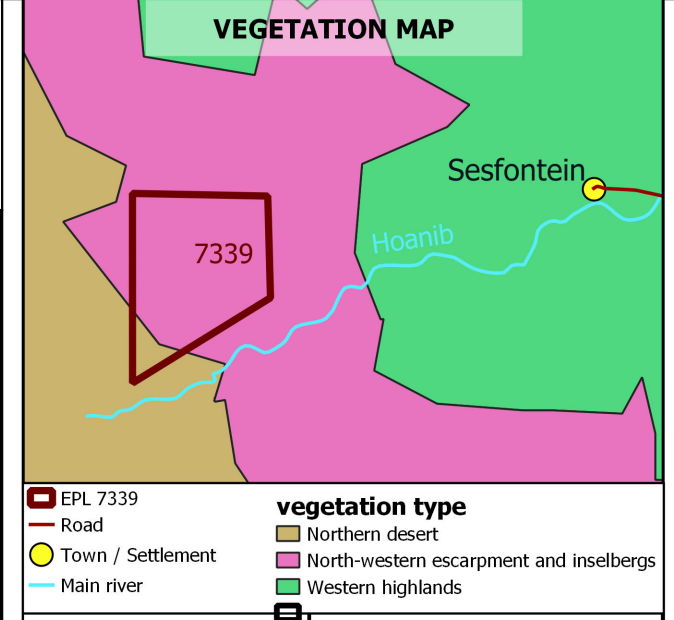 VEGETATION MAP
Sesfontein
Hoanib
7339
EPL 7339
Road
Town / Settlement
Main river
vegetation type
Northern desert
North-western escarpment and inselbergs
Western highlands